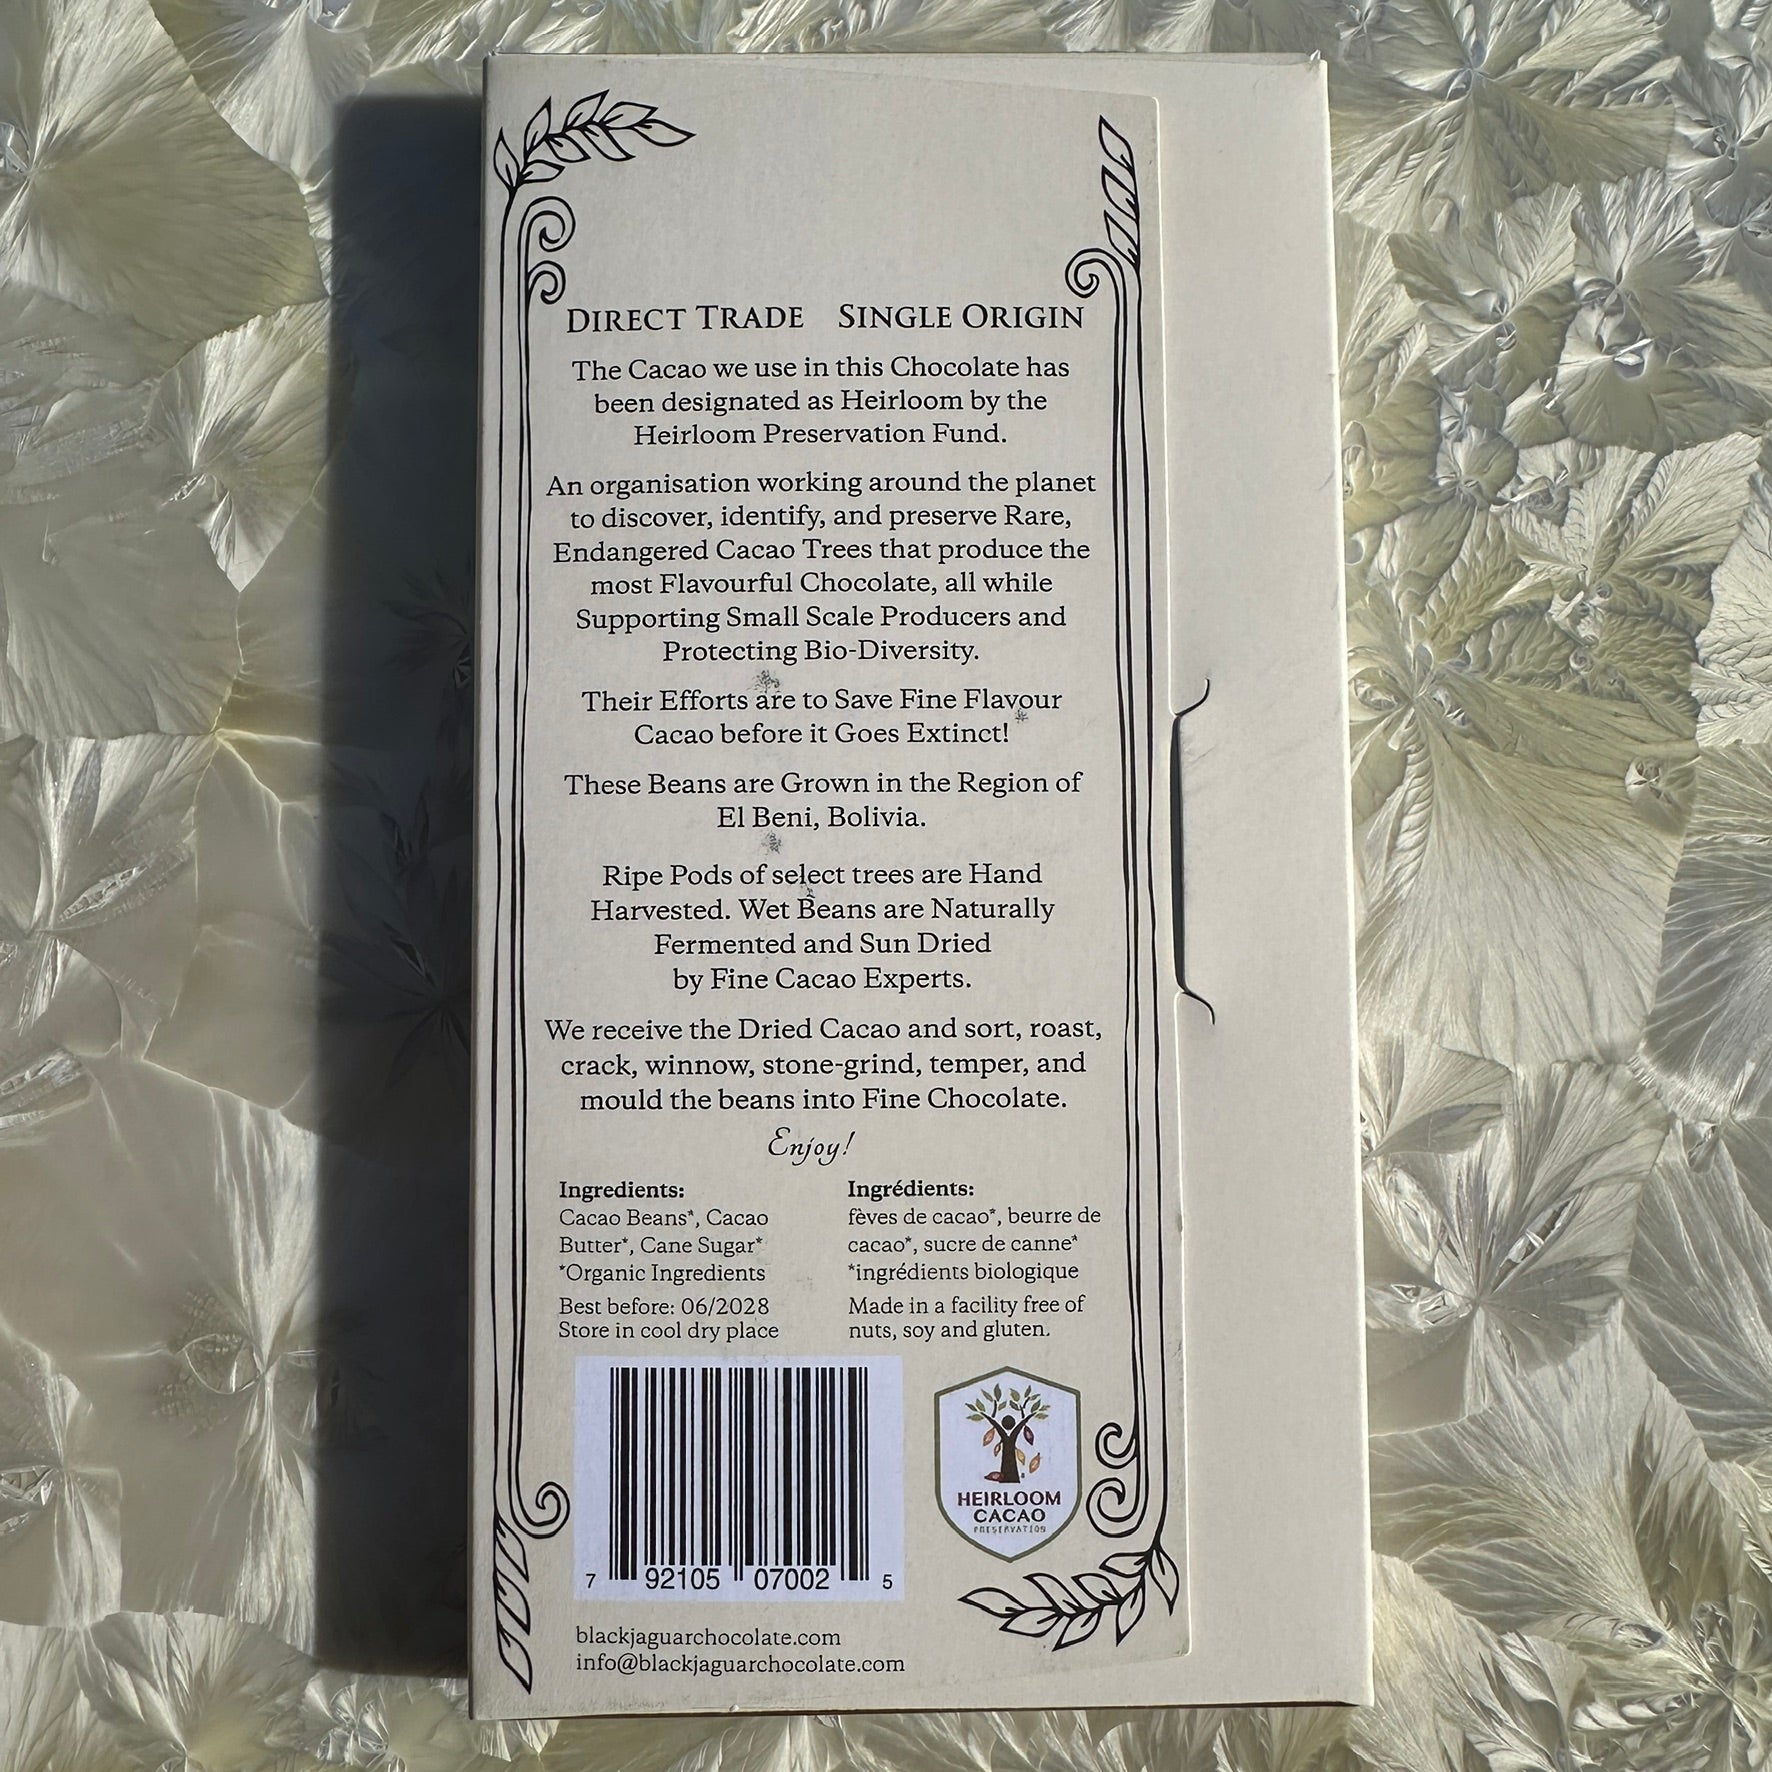 DIRECT TRADE SINGLE ORIGIN
The Cacao we use in this Chocolate has
been designated as Heirloom by the
Heirloom Preservation Fund.
An organisation working around the planet
to discover, identify, and preserve Rare,
Endangered Cacao Trees that produce the
most Flavourful Chocolate, all while
Supporting Small Scale Producers and
Protecting Bio-Diversity.
Their Efforts are to Save Fine Flavour
Cacao before it Goes Extinct!
These Beans are Grown in the Region of
El Beni, Bolivia.
Ripe Pods of select trees are Hand
Harvested. Wet Beans are Naturally
Fermented and Sun Dried
by Fine Cacao Experts.
We receive the Dried Cacao and sort, roast,
crack, winnow, stone-grind, temper, and
mould the beans into Fine Chocolate.
Enjoy!
Ingredients:
Cacao Beans*, Cacao
Butter*, Cane Sugar*
*Organic Ingredients
Best before: 06/2028
Store in cool dry place
Ingrédients:
fèves de cacao*, beurre de
cacao*, sucre de canne*
*ingrédients biologique
Made in a facility free of
nuts, soy and gluten.
7 92105 07002 5
HEIRLOOM
CACAO
PRESERVATION
blackjaguarchocolate.com
info@blackjaguarchocolate.com